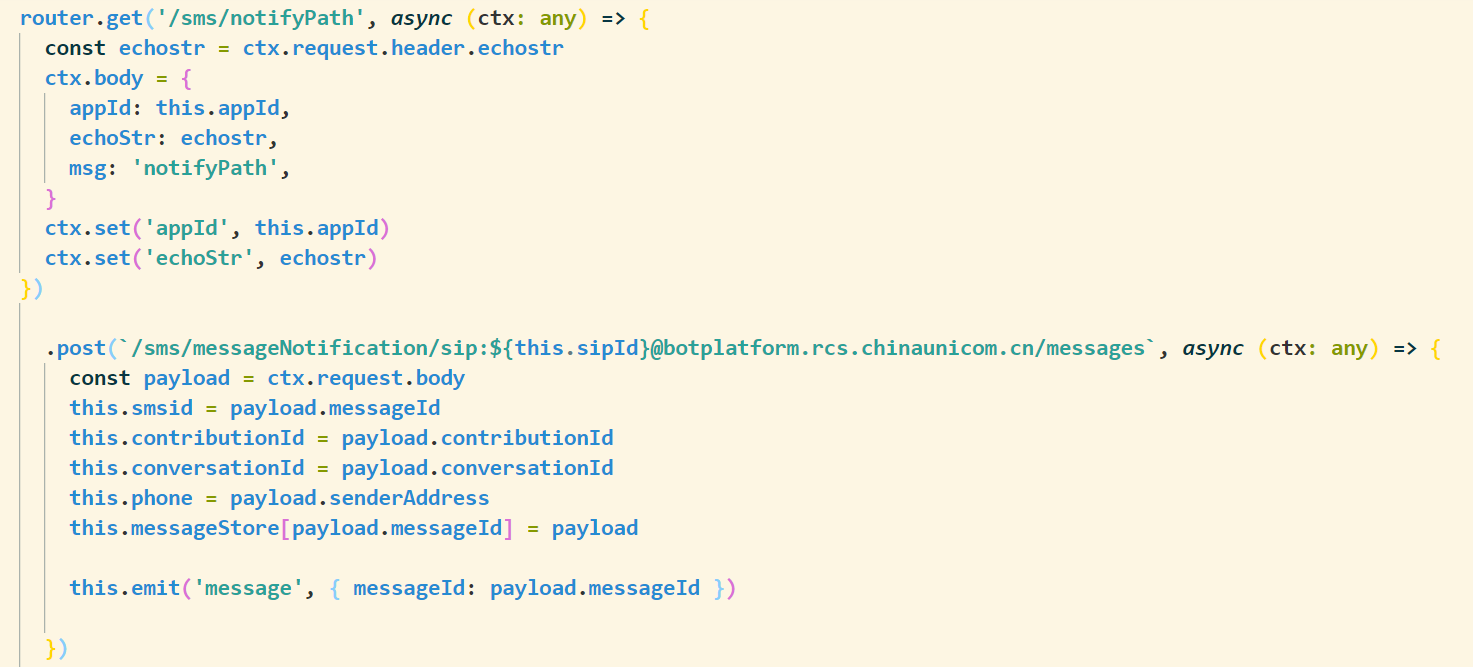 router.get('/sms/notifyPath', async (ctx: any) => {
const echostr = ctx.request.header.echostr
ctx.body = {
appId: this.appId,
echoStr: echostr,
msg: 'notifyPath',
}
ctx.set('appId', this.appId)
ctx.set('echoStr', echostr)
})
.post(`/sms/messageNotification/sip:${this.sipId}@botplatform.rcs.chinaunicom.cn/messages`, async (ctx: any) => {
const payload = ctx.request.body
this.smsid = payload.messageId
this.contributionId = payload.contributionId
this.conversationId = payload.conversationId
this.phone = payload.senderAddress
this.messageStore[payload.messageId] = payload
this.emit('message', { messageId: payload.messageId })
})